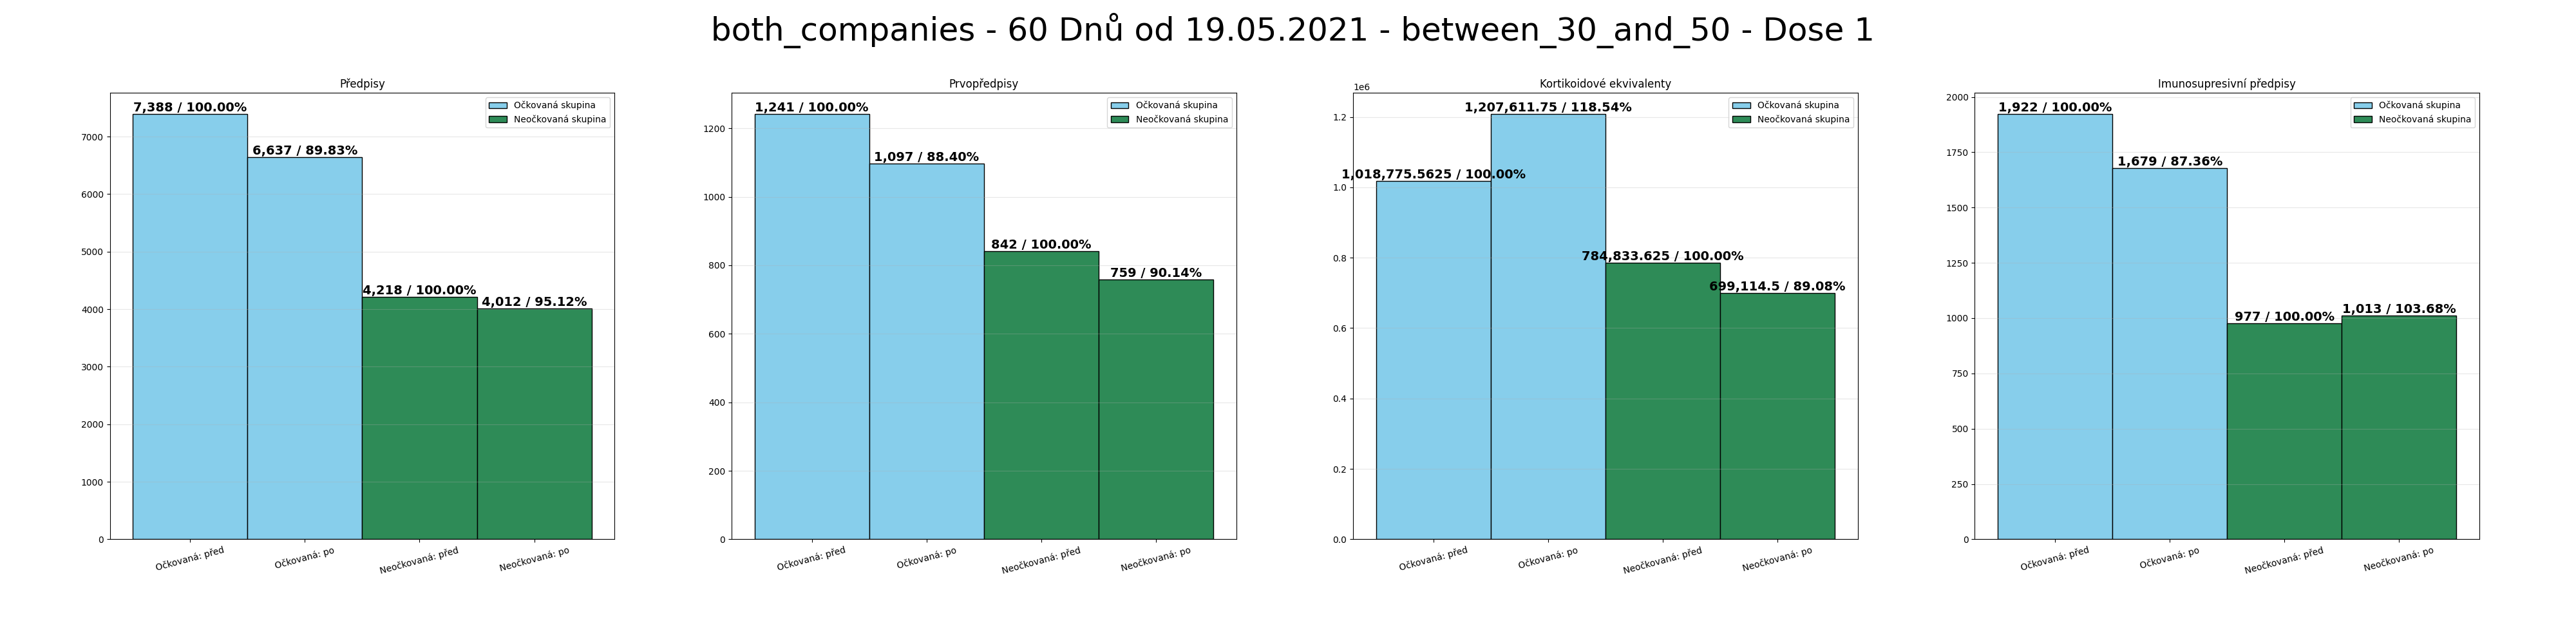 both_companies - 60 Dnů od 19.05.2021 - between_30_and_50 - Dose 1
Předpisy
7,388 / 100.00%
6,637 / 89.83%
4,218 / 100.00%
4,012 / 95.12%
Očkovaná skupina
Neočkovaná skupina
7000
6000
5000
4000
3000
2000
1000
0
Očkovaná: před
Očkovaná: po
Neočkovaná: před
Neočkovaná: po
Prvopředpisy
1,241 / 100.00%
1,097 / 88.40%
842 / 100.00%
759 / 90.14%
Očkovaná skupina
Neočkovaná skupina
1200
1000
800
600
400
200
0
Očkovaná: před
Očkovaná: po
Neočkovaná: před
Neočkovaná: po
Kortikoidové ekvivalenty
1e6
1,018,775.5625 / 100.00%
1,207,611.75 / 118.54%
784,833.625 / 100.00%
699,114.5 / 89.08%
Očkovaná skupina
Neočkovaná skupina
1.2
1.0
0.8
0.6
0.4
0.2
0.0
Očkovaná: před
Očkovaná: po
Neočkovaná: před
Neočkovaná: po
Imunosupresivní předpisy
1,922 / 100.00%
1,679 / 87.36%
977 / 100.00%
1,013 / 103.68%
Očkovaná skupina
Neočkovaná skupina
2000
1750
1500
1250
1000
750
500
250
0
Očkovaná: před
Očkovaná: po
Neočkovaná: před
Neočkovaná: po